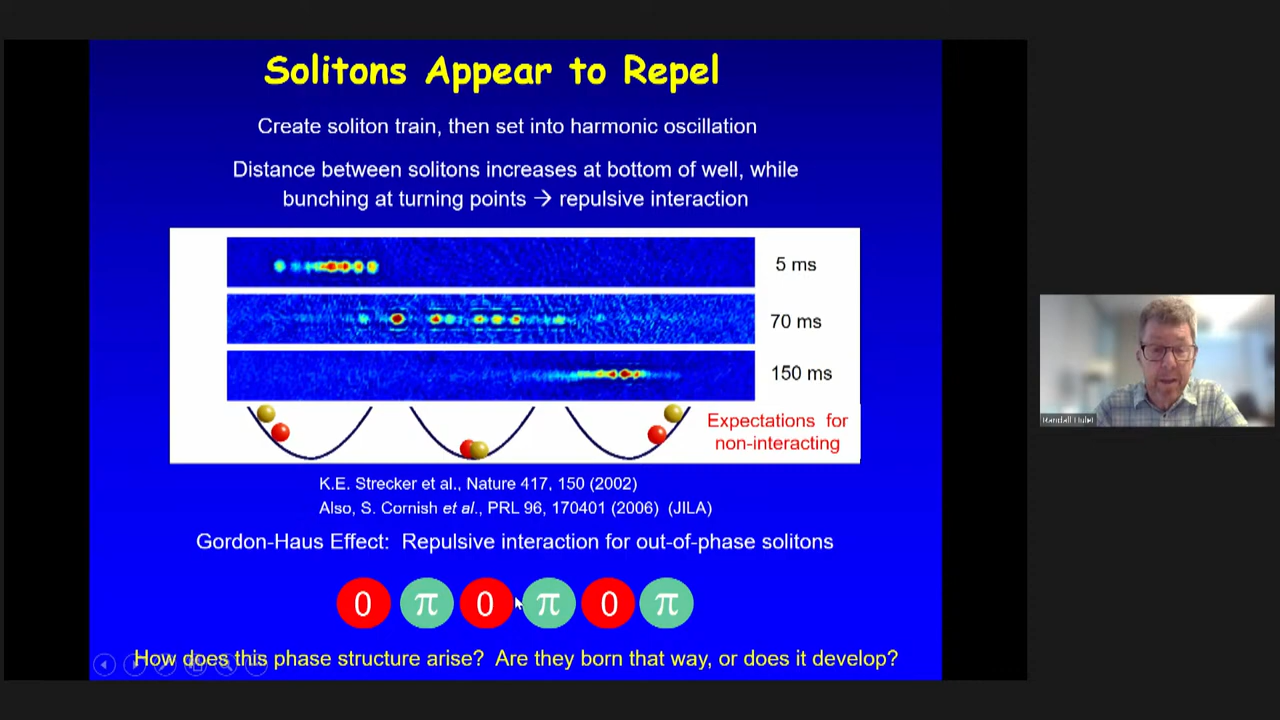 Solitons Appear to Repel
Create soliton train, then set into harmonic oscillation
Distance between solitons increases at bottom of well, while
bunching at turning points → repulsive interaction
5 ms
70 ms
150 ms
Expectations for
non-interacting
K.E. Strecker et al., Nature 417, 150 (2002)
Also, S. Cornish et al., PRL 96, 170401 (2006) (JILA)
Gordon-Haus Effect: Repulsive interaction for out-of-phase solitons
0 π 0 π 0 π
How does this phase structure arise? Are they born that way, or does it develop?
Randall Hulet